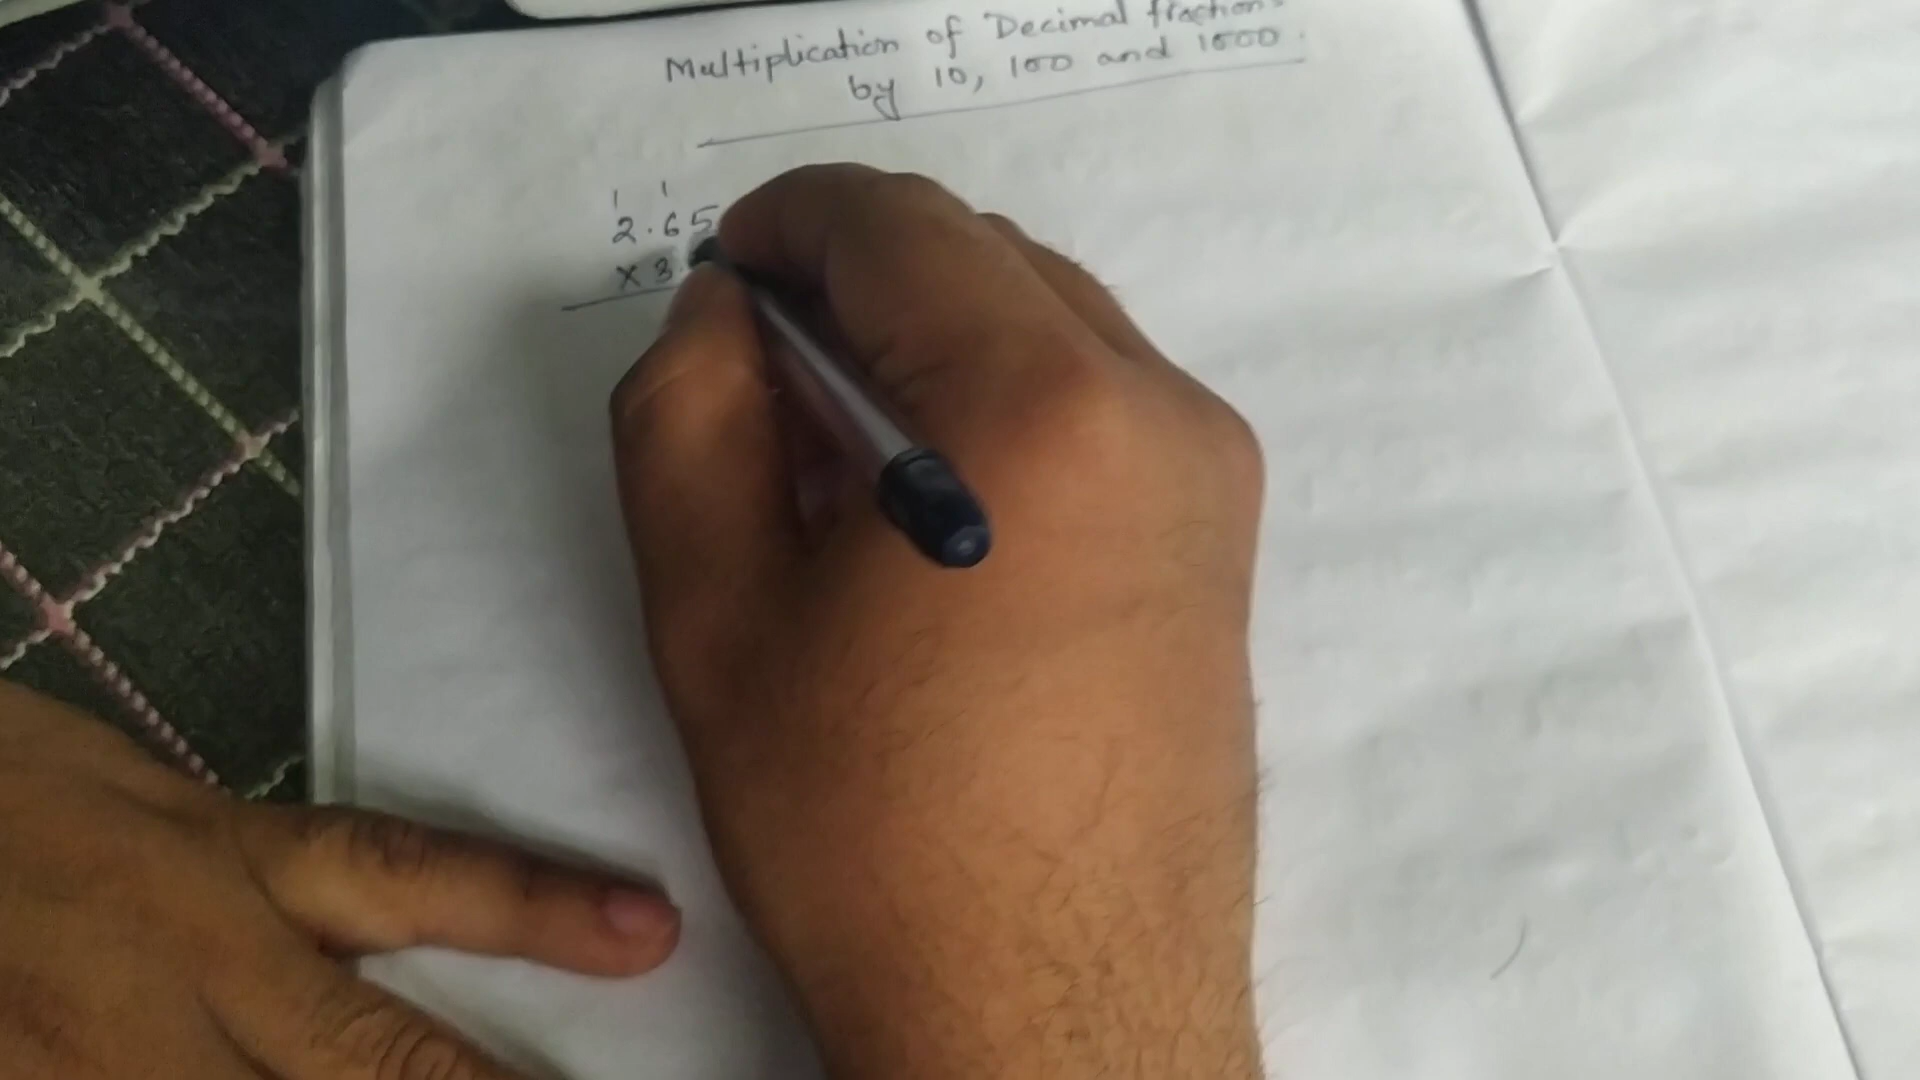 Multiplication of Decimal fractions
by 10, 100 and 1000.
1 1
2.65
× 3.